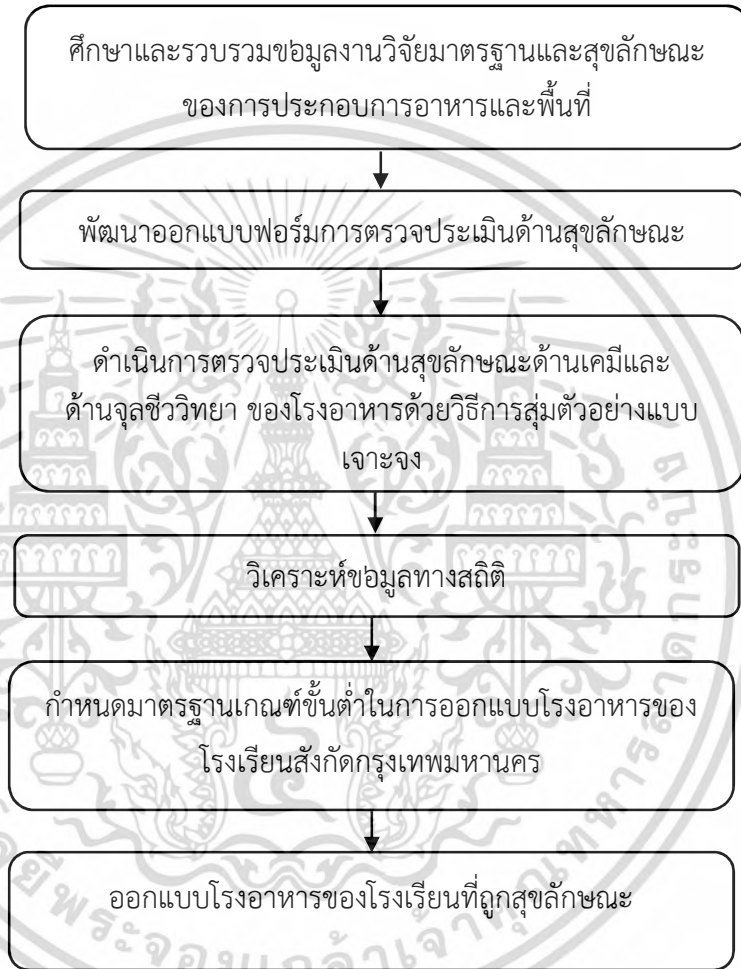 ศึกษาและรวบรวมขอมูลงานวิจัยมาตรฐานและสุขลักษณะ
ของการประกอบการอาหารและพื้นที่
พัฒนาออกแบบฟอร์มการตรวจประเมินด้านสุขลักษณะ
ดำเนินการตรวจประเมินด้านสุขลักษณะด้านเคมีและ
ด้านจุลชีววิทยา ของโรงอาหารด้วยวิธีการสุ่มตัวอย่างแบบ
เจาะจง
วิเคราะห์ขอมูลทางสถิติ
กำหนดมาตรฐานเกณฑ์ขั้นต่ำในการออกแบบโรงอาหารของ
โรงเรียนสังกัดกรุงเทพมหานคร
ออกแบบโรงอาหารของโรงเรียนที่ถูกสุขลักษณะ